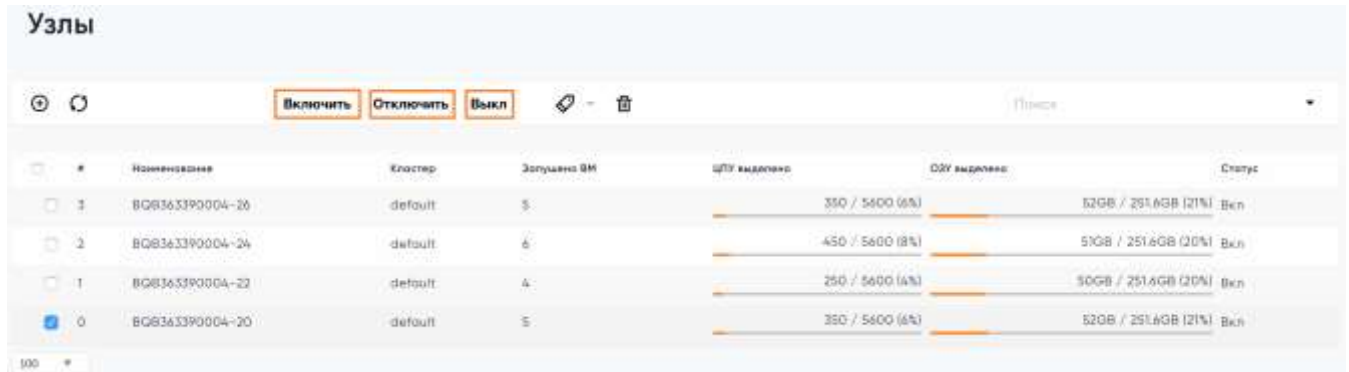 Узлы
Включить Отключить Выкл Поиск
# Наименование Кластер Запущено ВМ ЦПУ выделено ОЗУ выделено Статус
3 BQB363390004-26 default 5 350 / 5600 (6%) 52GB / 251.6GB (21%) Вкл
2 BQB363390004-24 default 6 450 / 5600 (8%) 51GB / 251.6GB (20%) Вкл
1 BQB363390004-22 default 4 250 / 5600 (4%) 50GB / 251.6GB (20%) Вкл
0 BQB363390004-20 default 5 350 / 5600 (6%) 52GB / 251.6GB (21%) Вкл
100